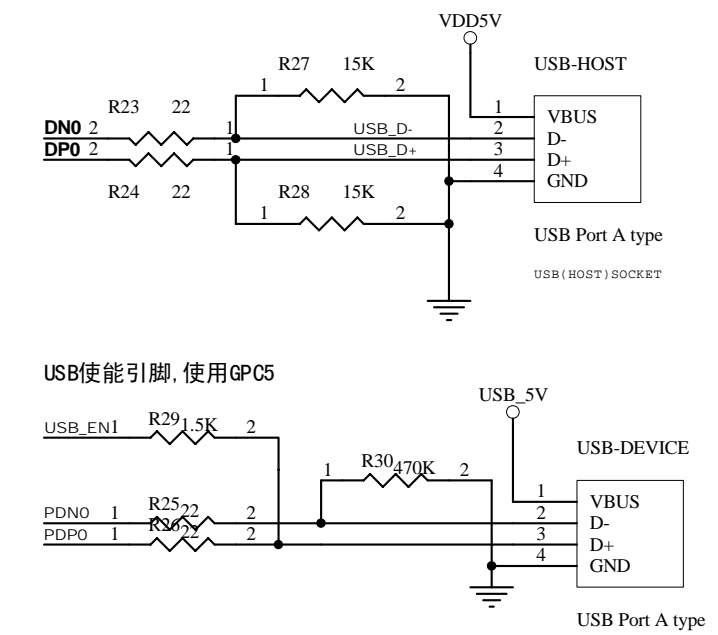 VDD5V
R27 15K
USB-HOST
1 2
R23 22
1 VBUS
DN0 2 1 USB_D- 2 D-
DP0 2 1 USB_D+ 3 D+
4 GND
R24 22 R28 15K
1 2
USB Port A type
USB(HOST)SOCKET
USB使能引脚,使用GPC5
USB_5V
USB_EN1 R29 1.5K 2
USB-DEVICE
1 R30 470K 2
1 VBUS
PDN0 1 R25 22 2 2 D-
PDP0 1 R26 22 2 3 D+
4 GND
USB Port A type